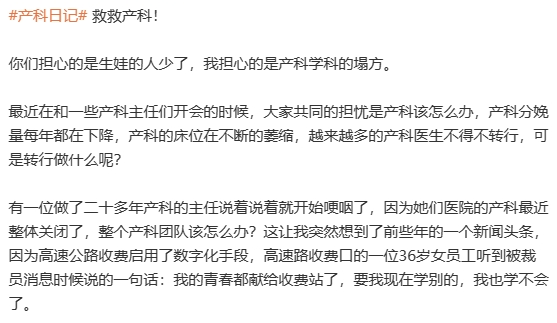 #产科日记# 救救产科！
你们担心的是生娃的人少了，我担心的是产科学科的塌方。
最近在和一些产科主任们开会的时候，大家共同的担忧是产科该怎么办，产科分娩
量每年都在下降，产科的床位在不断的萎缩，越来越多的产科医生不得不转行，可
是转行做什么呢？
有一位做了二十多年产科的主任说着说着就开始哽咽了，因为她们医院的产科最近
整体关闭了，整个产科团队该怎么办？这让我突然想到了前些年的一个新闻头条，
因为高速公路收费启用了数字化手段，高速路收费口的一位36岁女员工听到被裁
员消息时候说的一句话：我的青春都献给收费站了，要我现在学别的，我也学不会
了。